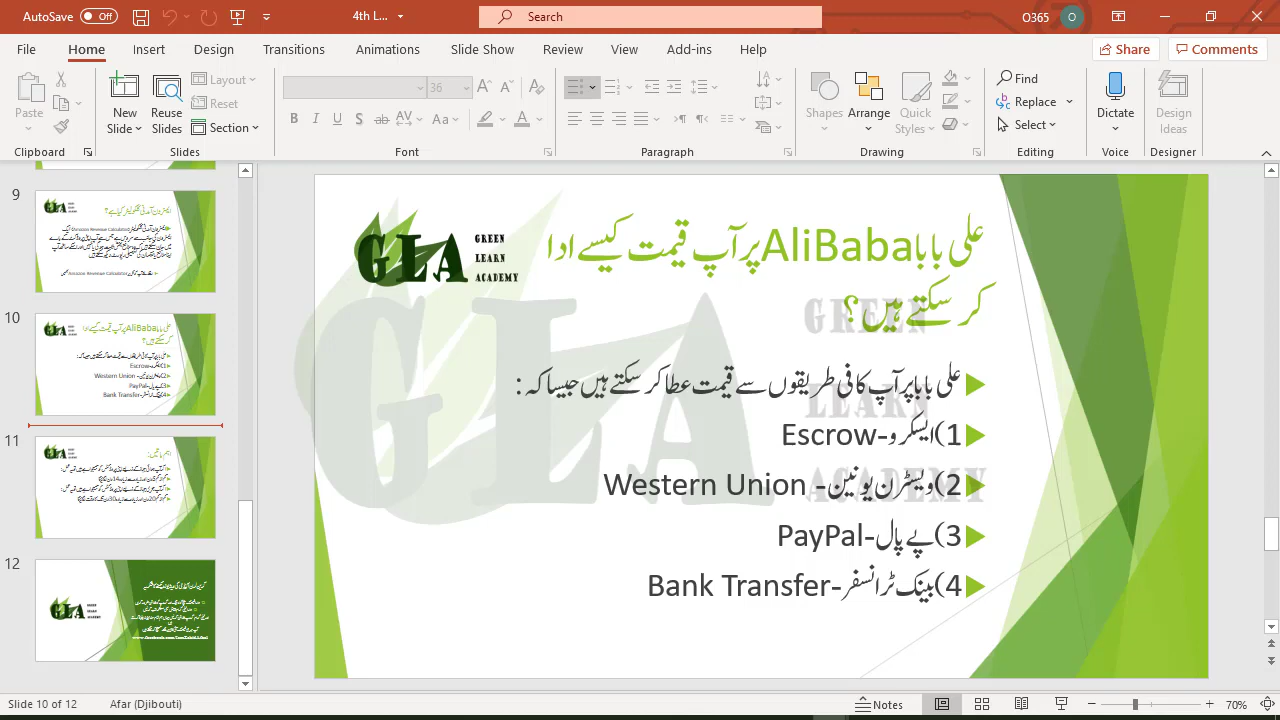 AutoSave Off
4th L...
Search
O365 O
File Home Insert Design Transitions Animations Slide Show Review View Add-ins Help Share Comments
Paste
New Slide
Reuse Slides
Layout
Reset
Section
36
Shapes
Arrange
Quick Styles
Find
Replace
Select
Dictate
Design Ideas
Clipboard Slides Font Paragraph Drawing Editing Voice Designer
9
10
11
12
GLA GREEN LEARN ACADEMY
علی باباAliBabaپر آپ قیمت کیسے ادا
کر سکتے ہیں؟
علی باباپر آپ کافی طریقوں سے قیمت عطا کر سکتے ہیں جیسا کہ :
1)ایسکرو-Escrow
2)ویسٹرن یونین- Western Union
3)پے پال-PayPal
4)بینک ٹرانسفر-Bank Transfer
GLA GREEN LEARN ACADEMY
Slide 10 of 12 Afar (Djibouti) Notes 70%